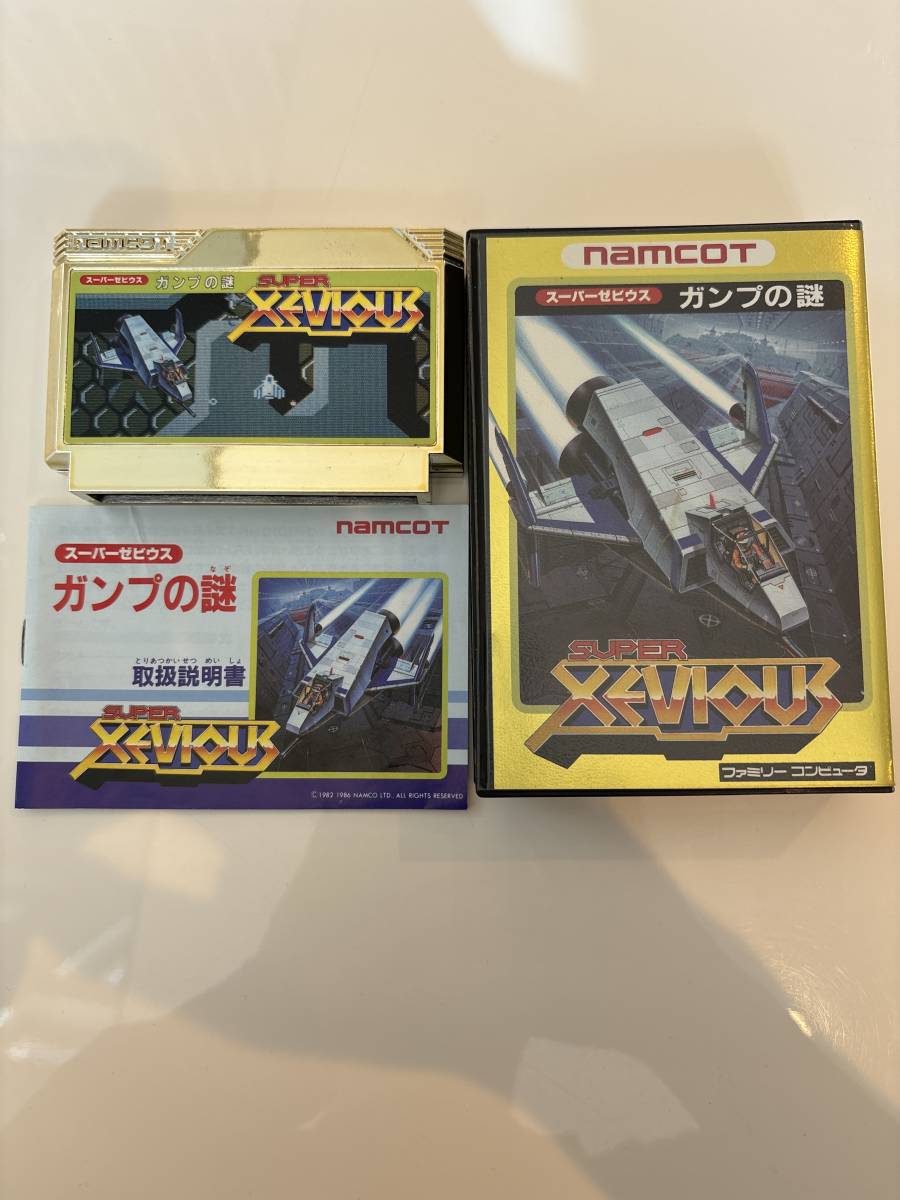 namcot
スーパーゼビウス ガンプの謎
SUPER
XEVIOUS
namcot
スーパーゼビウス
ガンプの謎
なぞ
とりあつかいせつめいしょ
取扱説明書
SUPER
XEVIOUS
©1982 1986 NAMCO LTD., ALL RIGHTS RESERVED
namcot
スーパーゼビウス ガンプの謎
SUPER
XEVIOUS
ファミリー コンピュータ